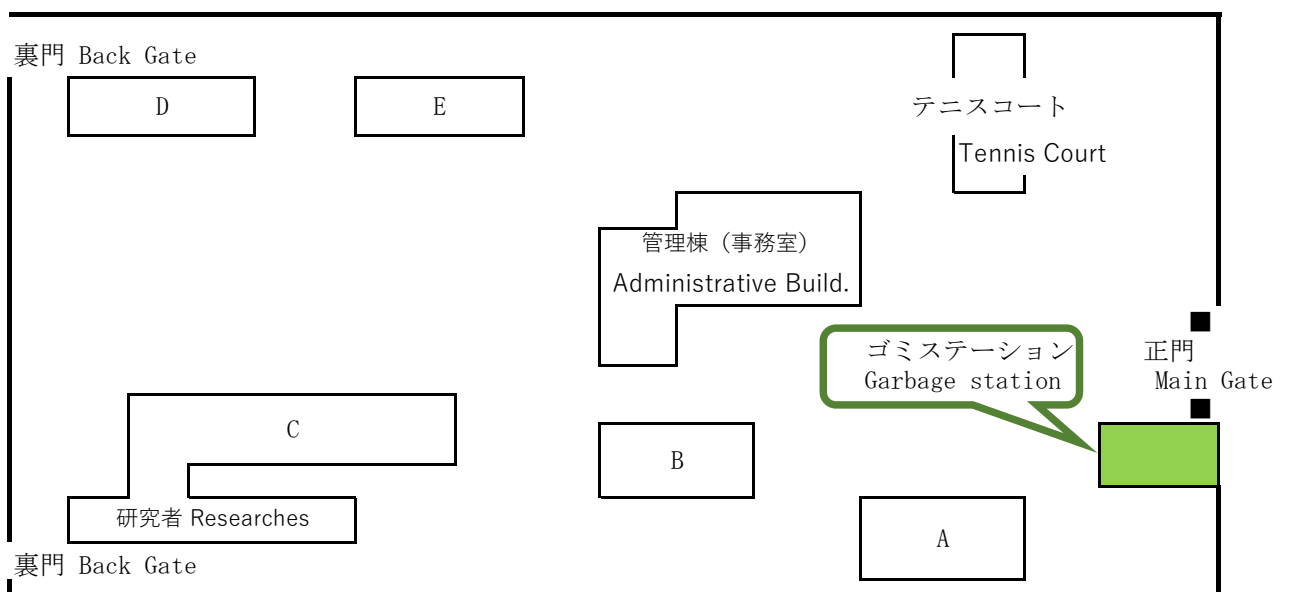 裏門 Back Gate
D
E
テニスコート
Tennis Court
管理棟（事務室）
Administrative Build.
ゴミステーション
Garbage station
正門
Main Gate
C
B
研究者 Researches
A
裏門 Back Gate